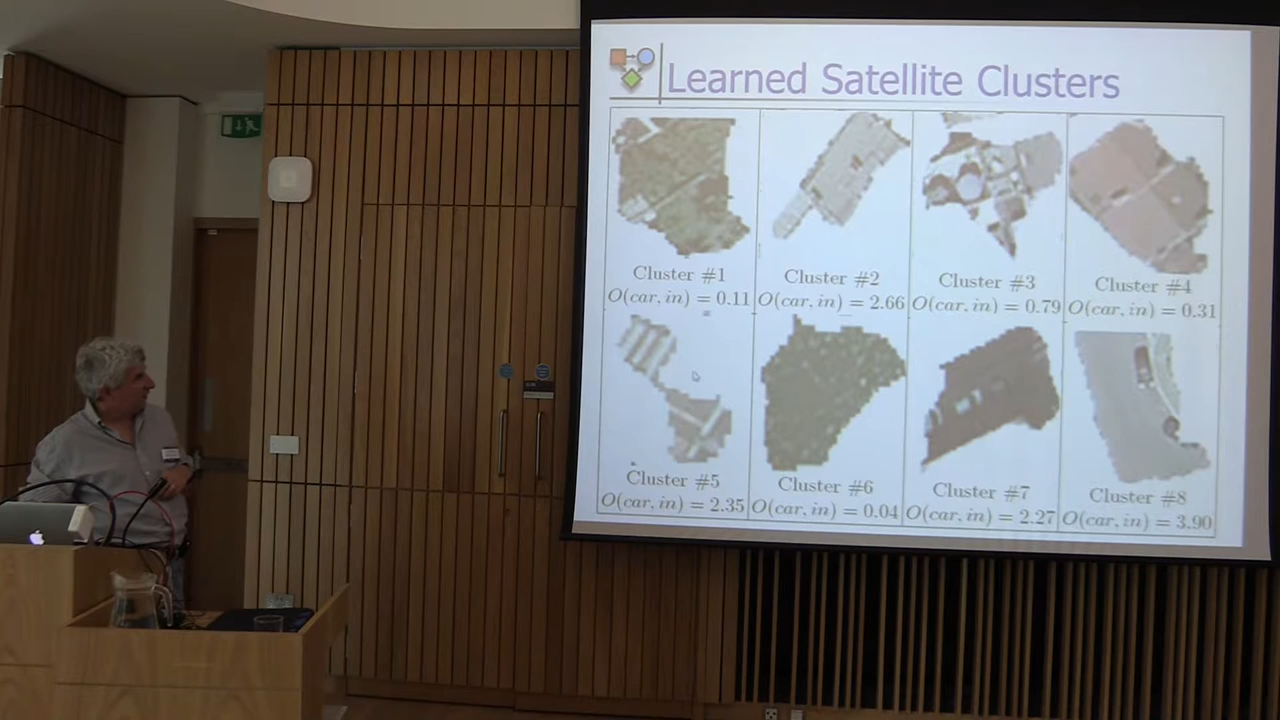 Learned Satellite Clusters
Cluster #1
O(car, in) = 0.11
Cluster #2
O(car, in) = 2.66
Cluster #3
O(car, in) = 0.79
Cluster #4
O(car, in) = 0.31
Cluster #5
O(car, in) = 2.35
Cluster #6
O(car, in) = 0.04
Cluster #7
O(car, in) = 2.27
Cluster #8
O(car, in) = 3.90